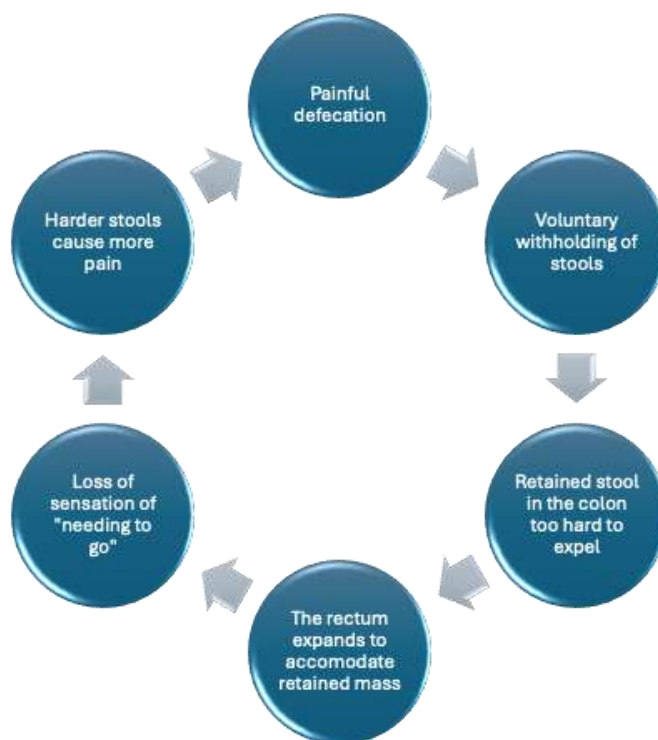 Painful
defecation
Voluntary
withholding of
stools
Retained stool
in the colon
too hard to
expel
The rectum
expands to
accomodate
retained mass
Loss of
sensation of
"needing to
go"
Harder stools
cause more
pain